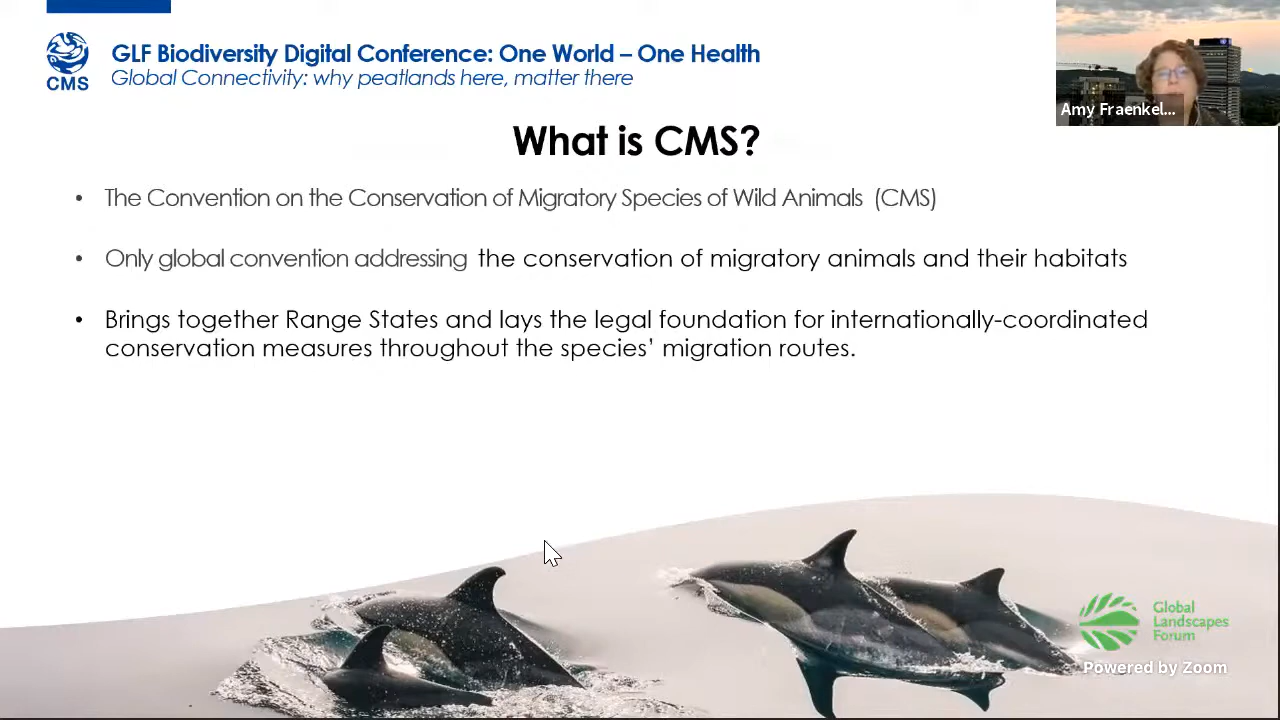 GLF Biodiversity Digital Conference: One World – One Health
Global Connectivity: why peatlands here, matter there
CMS
Amy Fraenkel...
What is CMS?
• The Convention on the Conservation of Migratory Species of Wild Animals (CMS)
• Only global convention addressing the conservation of migratory animals and their habitats
• Brings together Range States and lays the legal foundation for internationally-coordinated
conservation measures throughout the species’ migration routes.
Global
Landscapes
Forum
Powered by Zoom